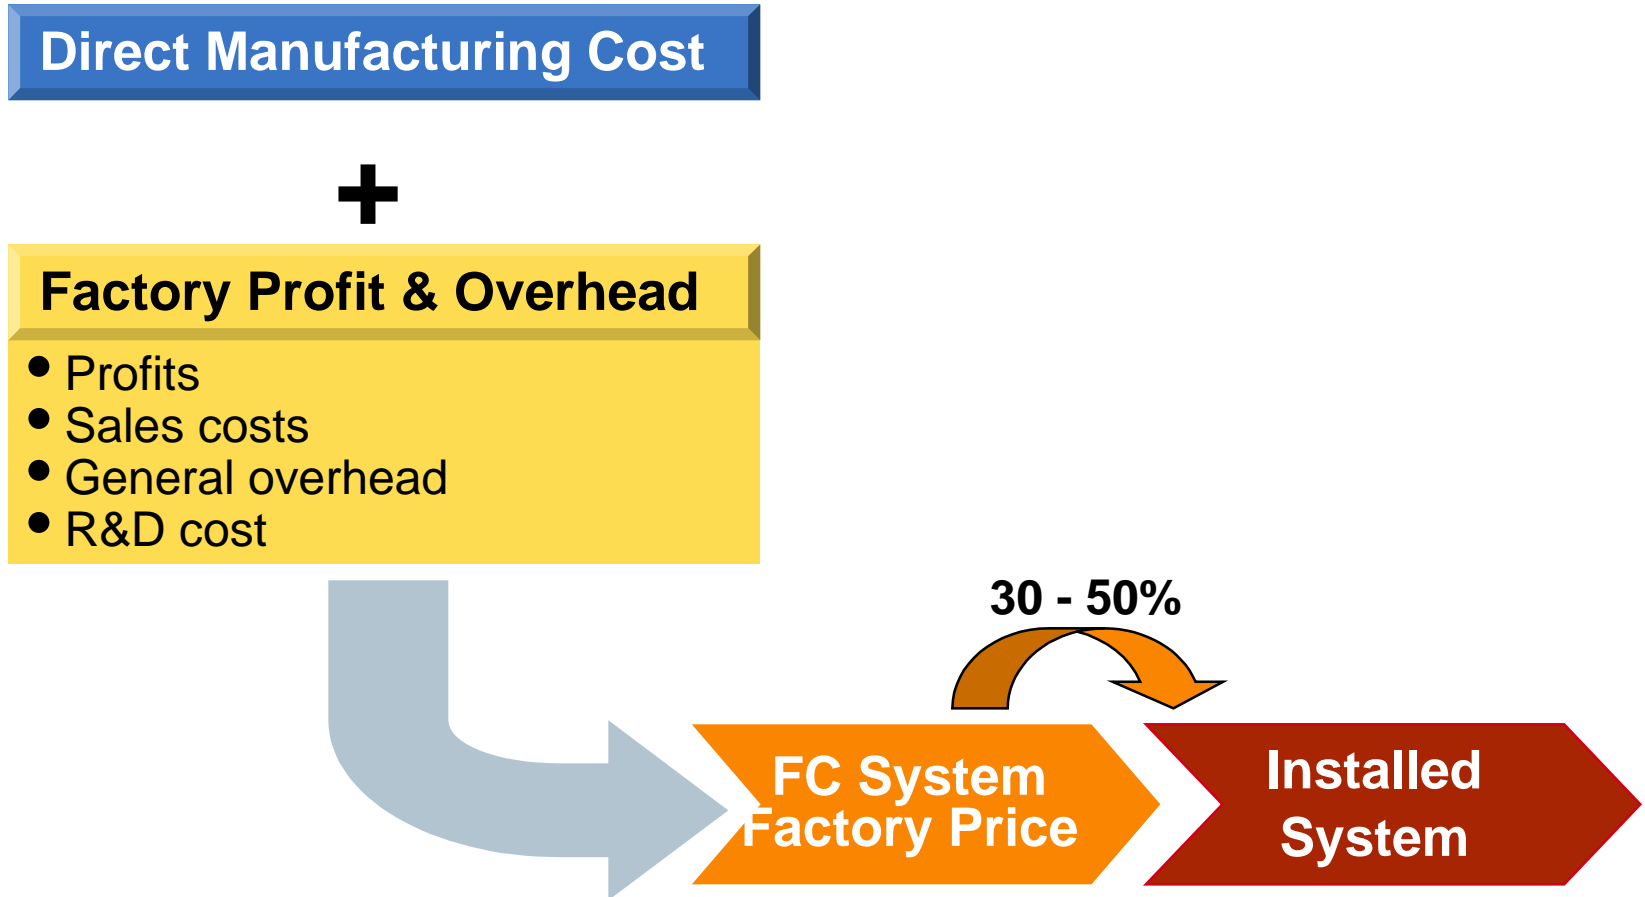 Direct Manufacturing Cost
+
Factory Profit & Overhead
• Profits
• Sales costs
• General overhead
• R&D cost
30 - 50%
FC System
Factory Price
Installed
System